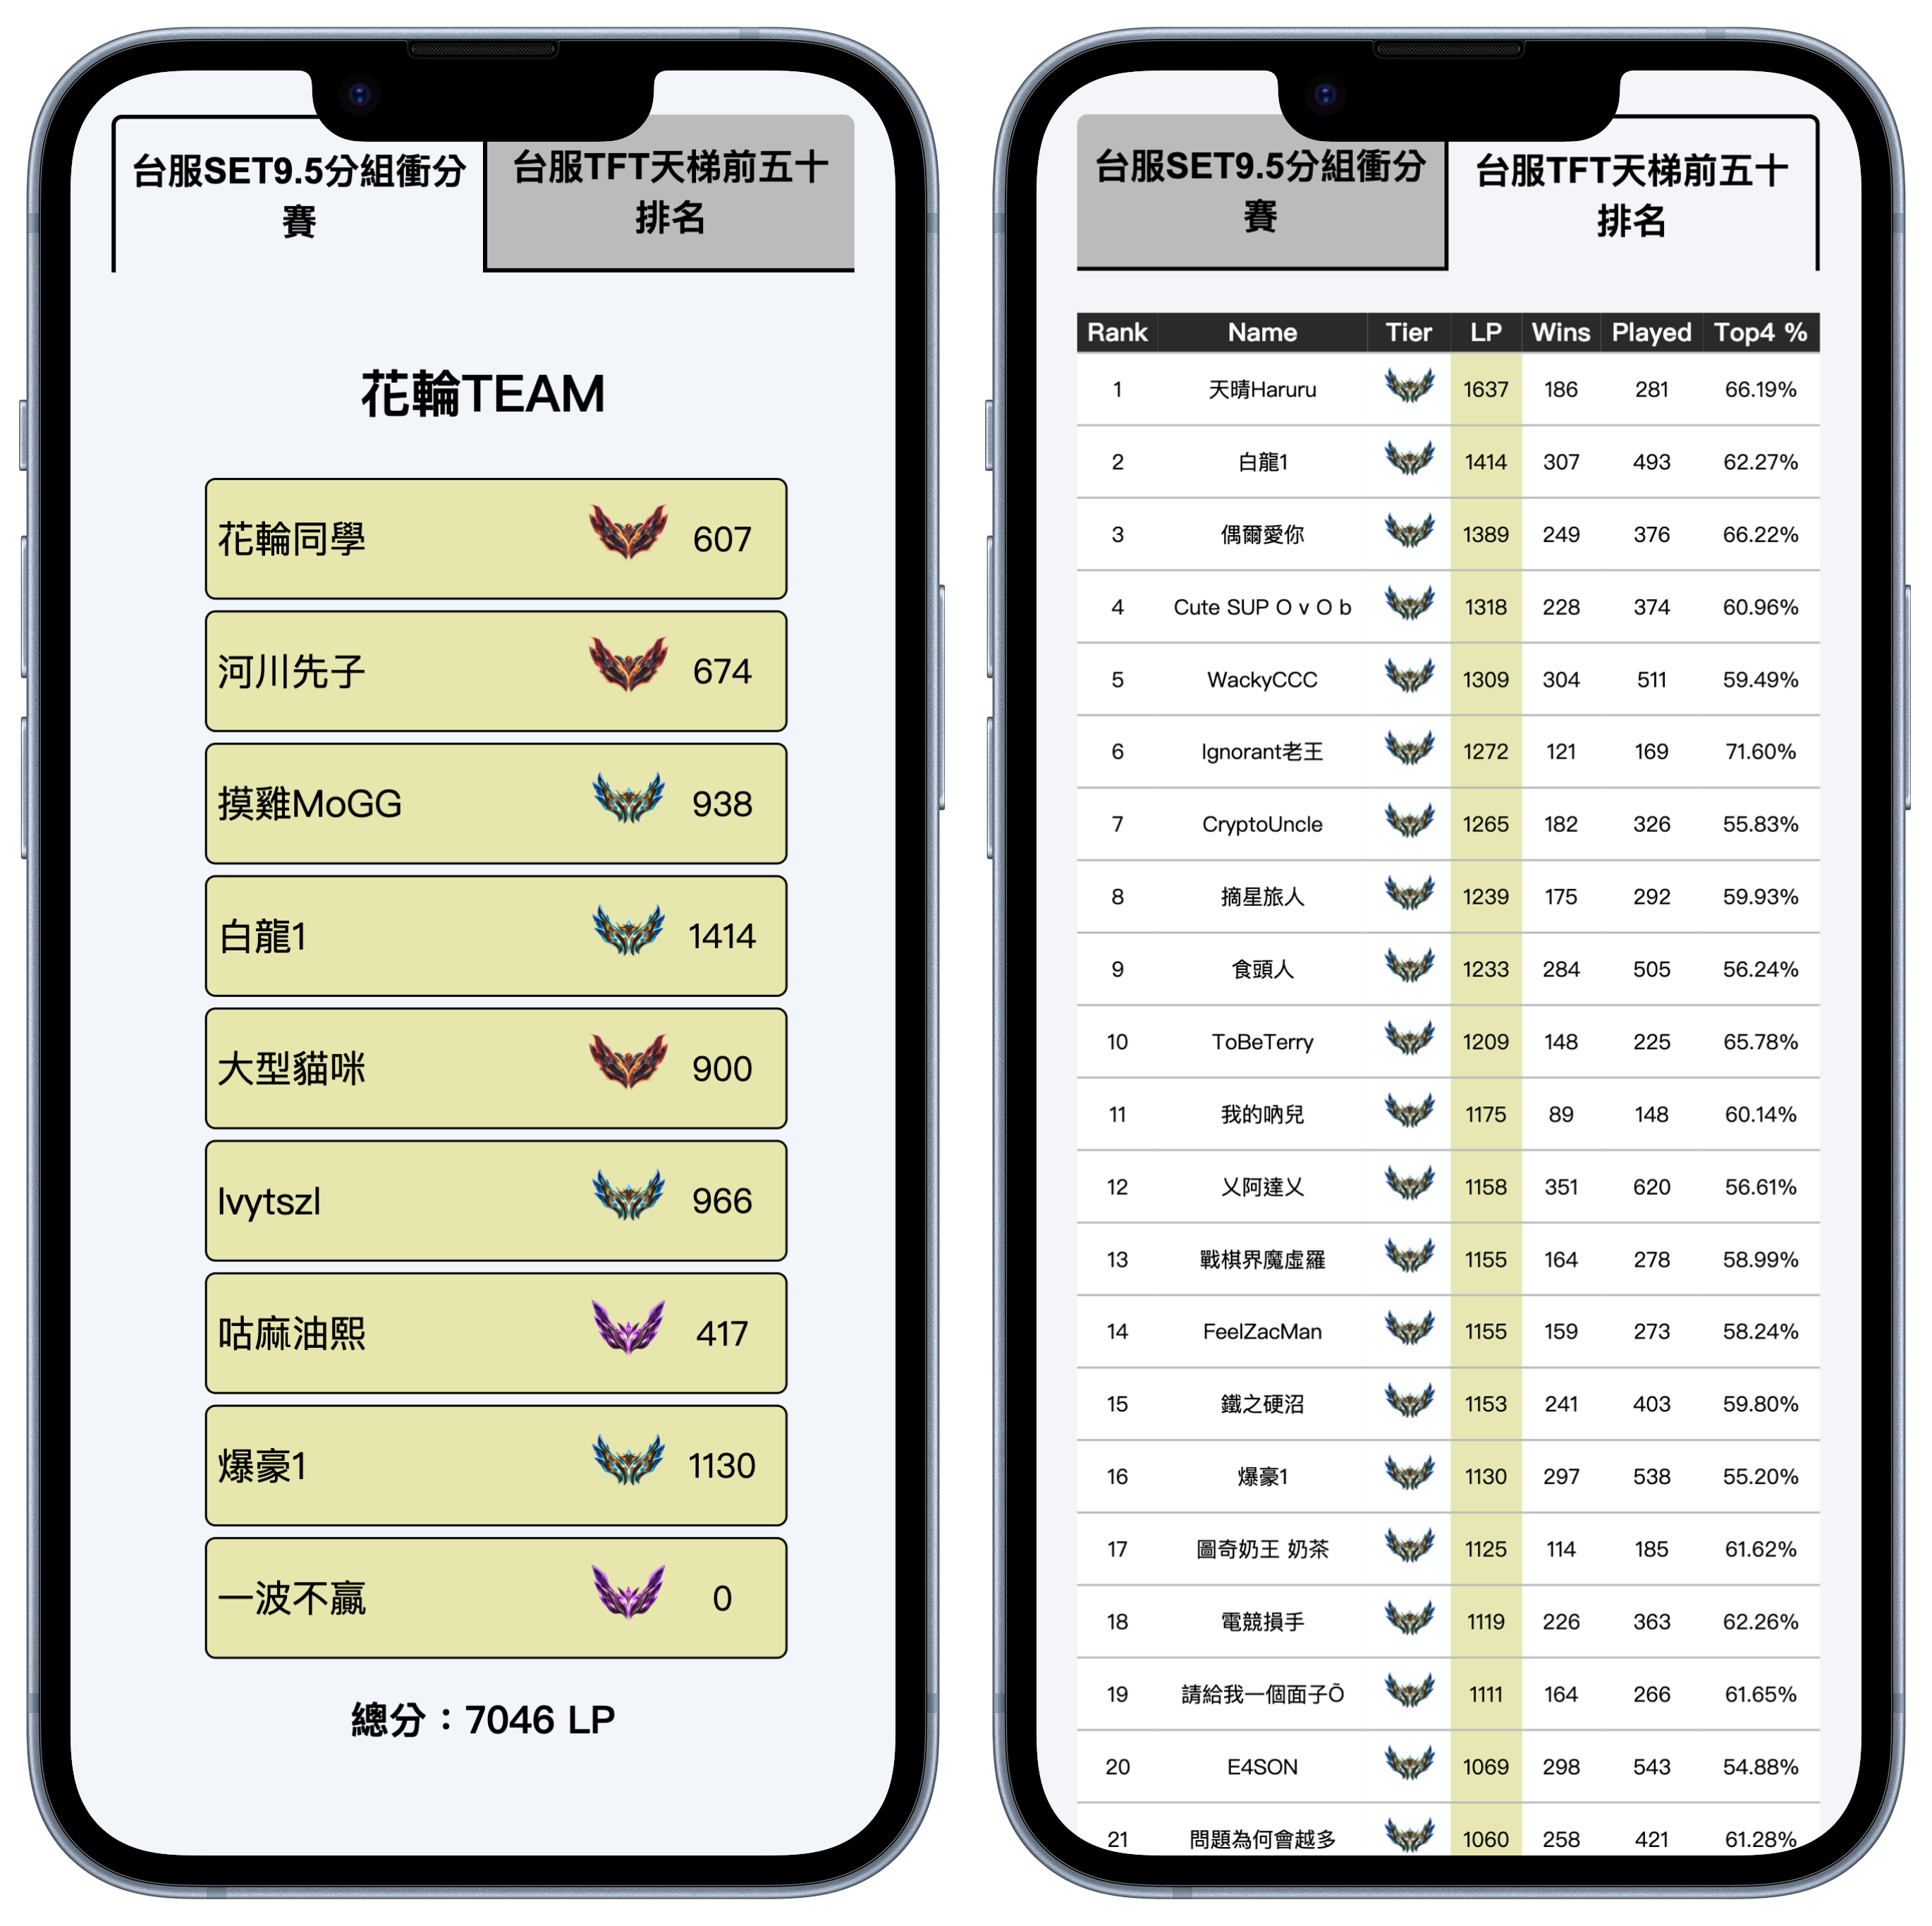 台服SET9.5分組衝分
賽
台服TFT天梯前五十
排名
花輪TEAM
花輪同學 607
河川先子 674
摸雞MoGG 938
白龍1 1414
大型貓咪 900
lvytszl 966
咕麻油熙 417
爆豪1 1130
一波不贏 0
總分：7046 LP
台服SET9.5分組衝分
賽
台服TFT天梯前五十
排名
Rank Name Tier LP Wins Played Top4 %
1 天晴Haruru 1637 186 281 66.19%
2 白龍1 1414 307 493 62.27%
3 偶爾愛你 1389 249 376 66.22%
4 Cute SUP O v O b 1318 228 374 60.96%
5 WackyCCC 1309 304 511 59.49%
6 Ignorant老王 1272 121 169 71.60%
7 CryptoUncle 1265 182 326 55.83%
8 摘星旅人 1239 175 292 59.93%
9 食頭人 1233 284 505 56.24%
10 ToBeTerry 1209 148 225 65.78%
11 我的吶兒 1175 89 148 60.14%
12 乂阿達乂 1158 351 620 56.61%
13 戰棋界魔虛羅 1155 164 278 58.99%
14 FeelZacMan 1155 159 273 58.24%
15 鐵之硬沼 1153 241 403 59.80%
16 爆豪1 1130 297 538 55.20%
17 圖奇奶王 奶茶 1125 114 185 61.62%
18 電競損手 1119 226 363 62.26%
19 請給我一個面子Õ 1111 164 266 61.65%
20 E4SON 1069 298 543 54.88%
21 問題為何會越多 1060 258 421 61.28%